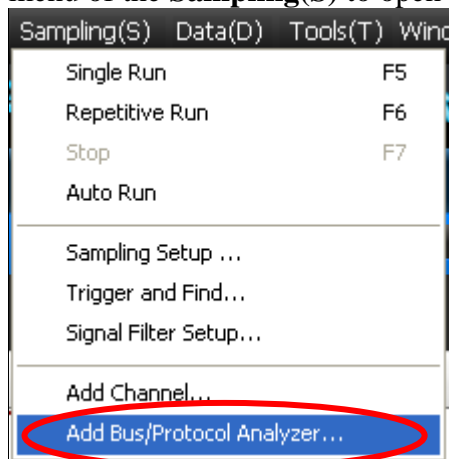 menu of the Sampling(S) to open
Sampling(S) Data(D) Tools(T) Wind
Single Run F5
Repetitive Run F6
Stop F7
Auto Run
Sampling Setup ...
Trigger and Find...
Signal Filter Setup...
Add Channel...
Add Bus/Protocol Analyzer...